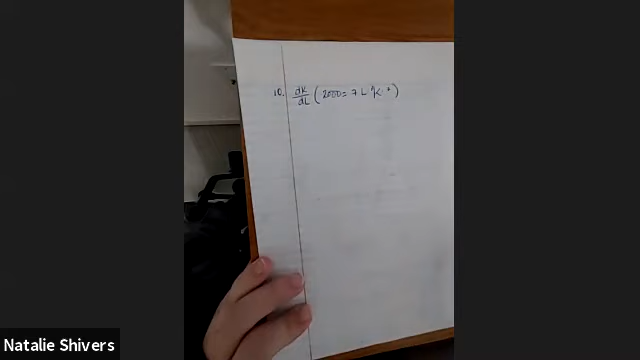 10. dK/dL (2000 = 7 L K )
Natalie Shivers